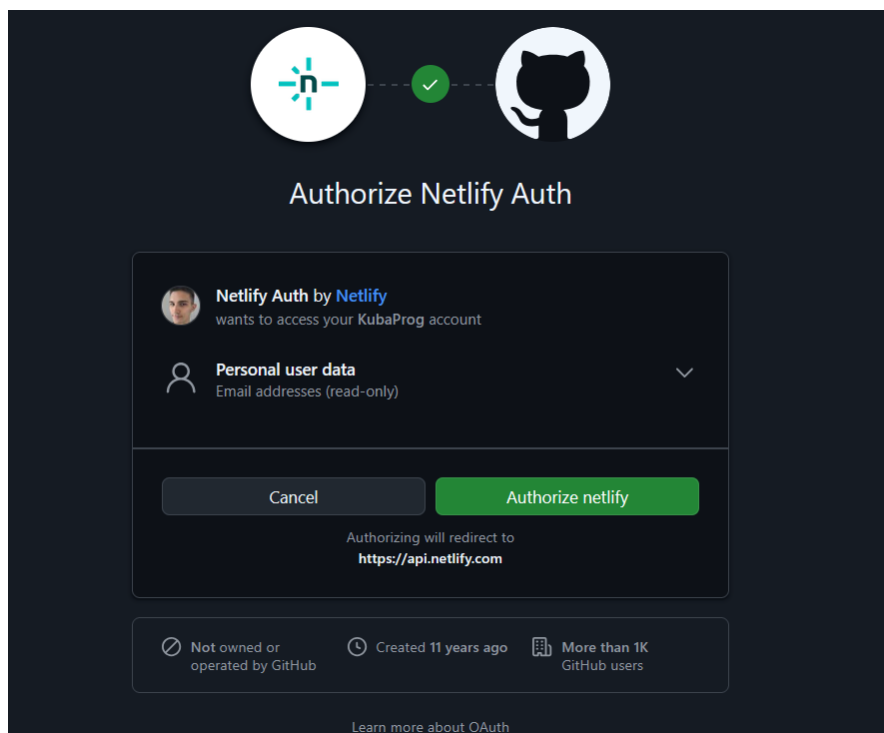 n
Authorize Netlify Auth
Netlify Auth by Netlify
wants to access your KubaProg account
Personal user data
Email addresses (read-only)
Cancel
Authorize netlify
Authorizing will redirect to
https://api.netlify.com
Not owned or
operated by GitHub
Created 11 years ago
More than 1K
GitHub users
Learn more about OAuth